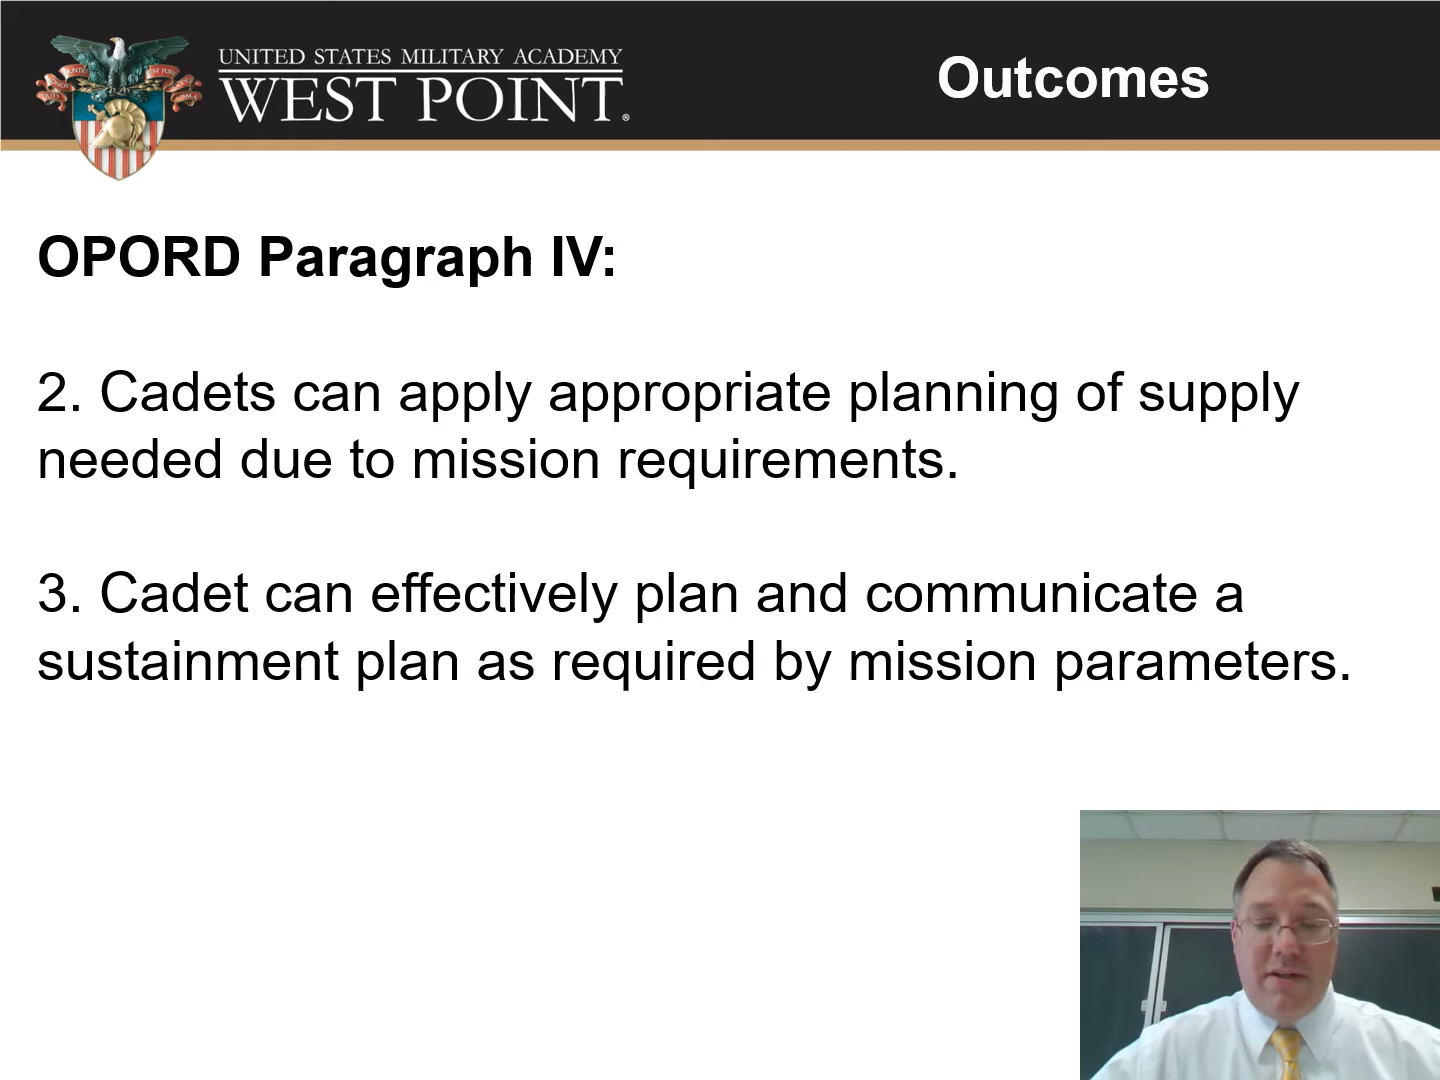 UNITED STATES MILITARY ACADEMY
WEST POINT®
Outcomes
OPORD Paragraph IV:
2. Cadets can apply appropriate planning of supply
needed due to mission requirements.
3. Cadet can effectively plan and communicate a
sustainment plan as required by mission parameters.